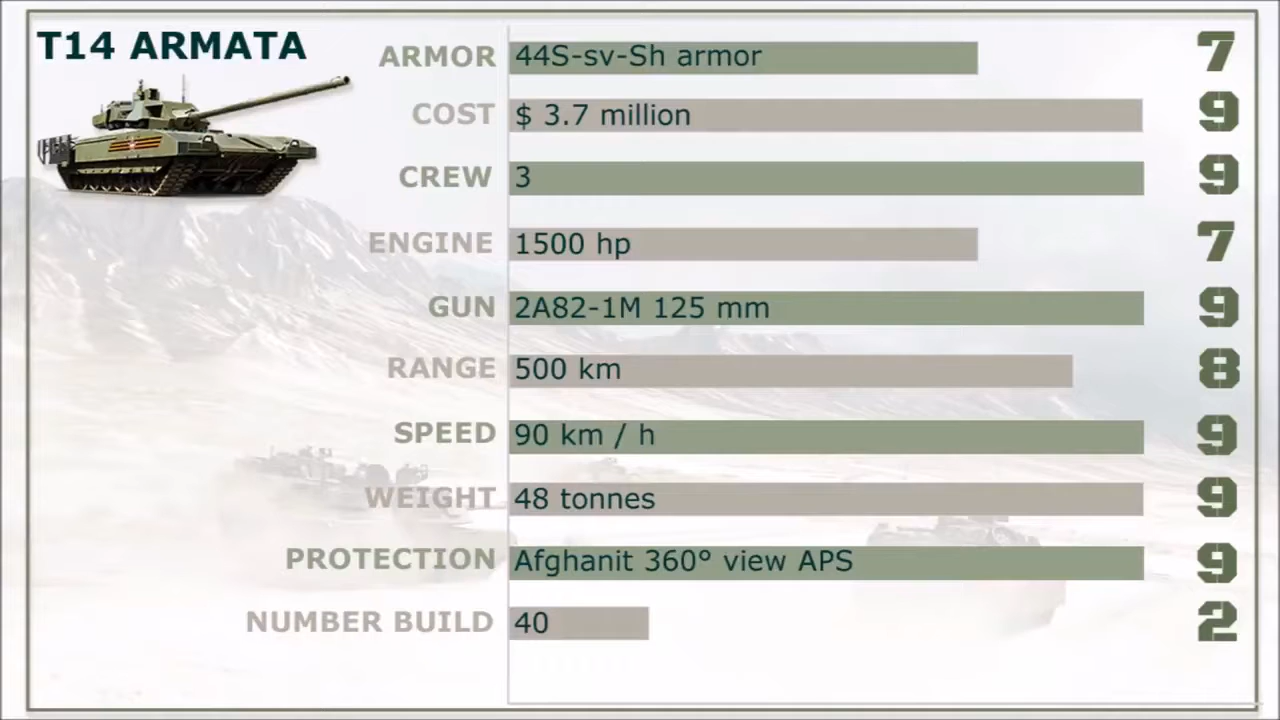 T14 ARMATA
ARMOR 44S-sv-Sh armor 7
COST $ 3.7 million 9
CREW 3 9
ENGINE 1500 hp 7
GUN 2A82-1M 125 mm 9
RANGE 500 km 8
SPEED 90 km / h 9
WEIGHT 48 tonnes 9
PROTECTION Afghanit 360° view APS 9
NUMBER BUILD 40 2